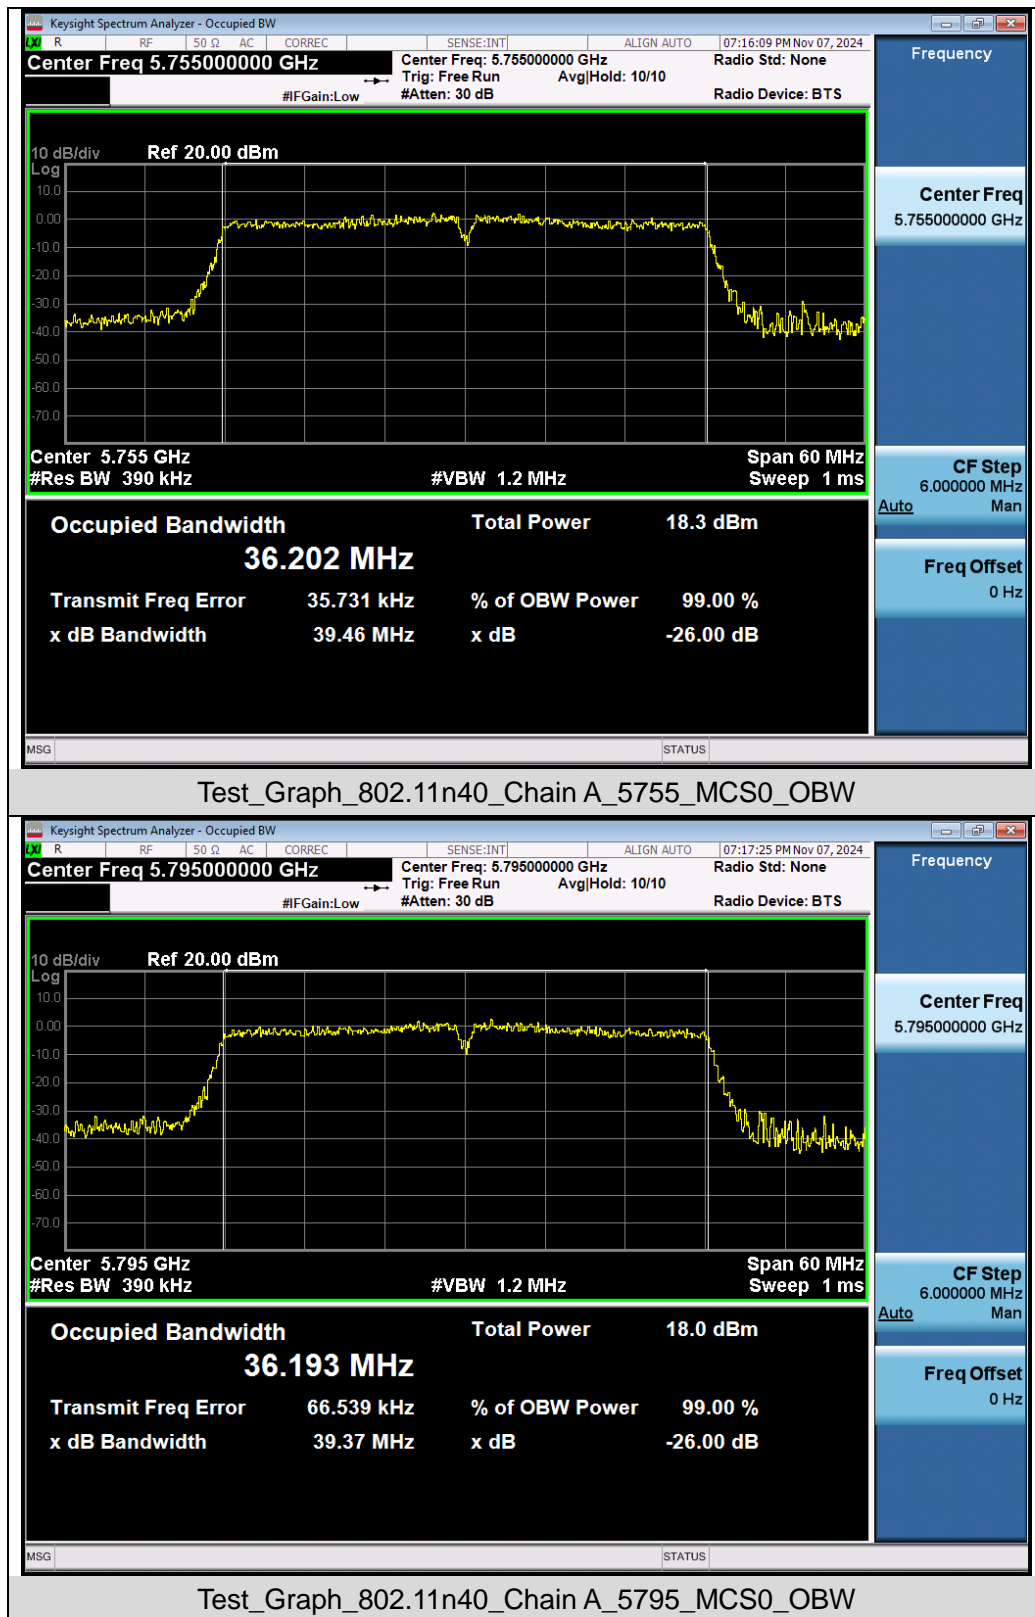 Keysight Spectrum Analyzer - Occupied BW
LXI R RF 50 Ω AC CORREC SENSE:INT ALIGN AUTO 07:16:09 PM Nov 07, 2024
Center Freq 5.755000000 GHz
Center Freq: 5.755000000 GHz Radio Std: None
Trig: Free Run Avg|Hold: 10/10
#IFGain:Low #Atten: 30 dB Radio Device: BTS
Frequency
10 dB/div Ref 20.00 dBm
Log
10.0
0.00
-10.0
-20.0
-30.0
-40.0
-50.0
-60.0
-70.0
Center 5.755 GHz Span 60 MHz
#Res BW 390 kHz #VBW 1.2 MHz Sweep 1 ms
Center Freq
5.755000000 GHz
CF Step
6.000000 MHz
Auto Man
Freq Offset
0 Hz
Occupied Bandwidth Total Power 18.3 dBm
36.202 MHz
Transmit Freq Error 35.731 kHz % of OBW Power 99.00 %
x dB Bandwidth 39.46 MHz x dB -26.00 dB
MSG STATUS
Test_Graph_802.11n40_Chain A_5755_MCS0_OBW
Keysight Spectrum Analyzer - Occupied BW
LXI R RF 50 Ω AC CORREC SENSE:INT ALIGN AUTO 07:17:25 PM Nov 07, 2024
Center Freq 5.795000000 GHz
Center Freq: 5.795000000 GHz Radio Std: None
Trig: Free Run Avg|Hold: 10/10
#IFGain:Low #Atten: 30 dB Radio Device: BTS
Frequency
10 dB/div Ref 20.00 dBm
Log
10.0
0.00
-10.0
-20.0
-30.0
-40.0
-50.0
-60.0
-70.0
Center 5.795 GHz Span 60 MHz
#Res BW 390 kHz #VBW 1.2 MHz Sweep 1 ms
Center Freq
5.795000000 GHz
CF Step
6.000000 MHz
Auto Man
Freq Offset
0 Hz
Occupied Bandwidth Total Power 18.0 dBm
36.193 MHz
Transmit Freq Error 66.539 kHz % of OBW Power 99.00 %
x dB Bandwidth 39.37 MHz x dB -26.00 dB
MSG STATUS
Test_Graph_802.11n40_Chain A_5795_MCS0_OBW